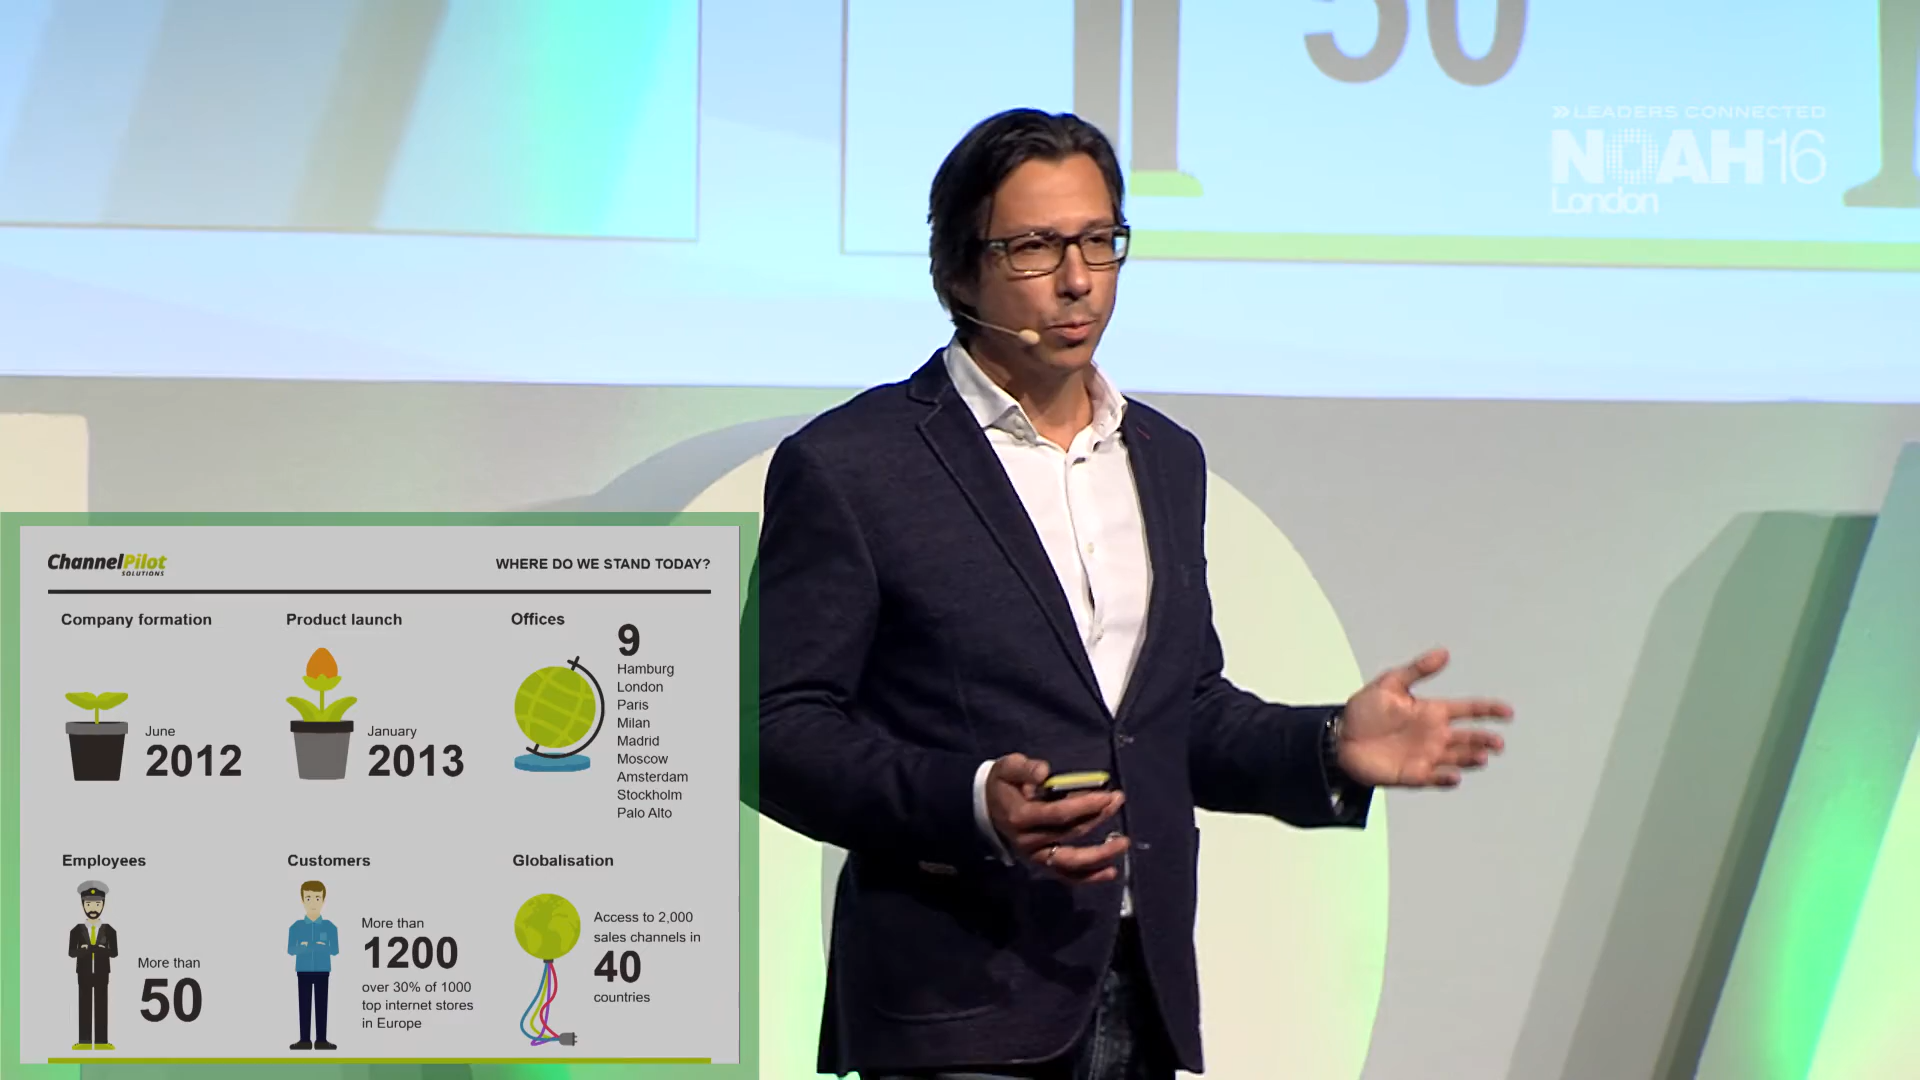 50
LEADERS CONNECTED
NOAH16
London
ChannelPilot
SOLUTIONS
WHERE DO WE STAND TODAY?
Company formation
June
2012
Product launch
January
2013
Offices
9
Hamburg
London
Paris
Milan
Madrid
Moscow
Amsterdam
Stockholm
Palo Alto
Employees
More than
50
Customers
More than
1200
over 30% of 1000
top internet stores
in Europe
Globalisation
Access to 2,000
sales channels in
40
countries